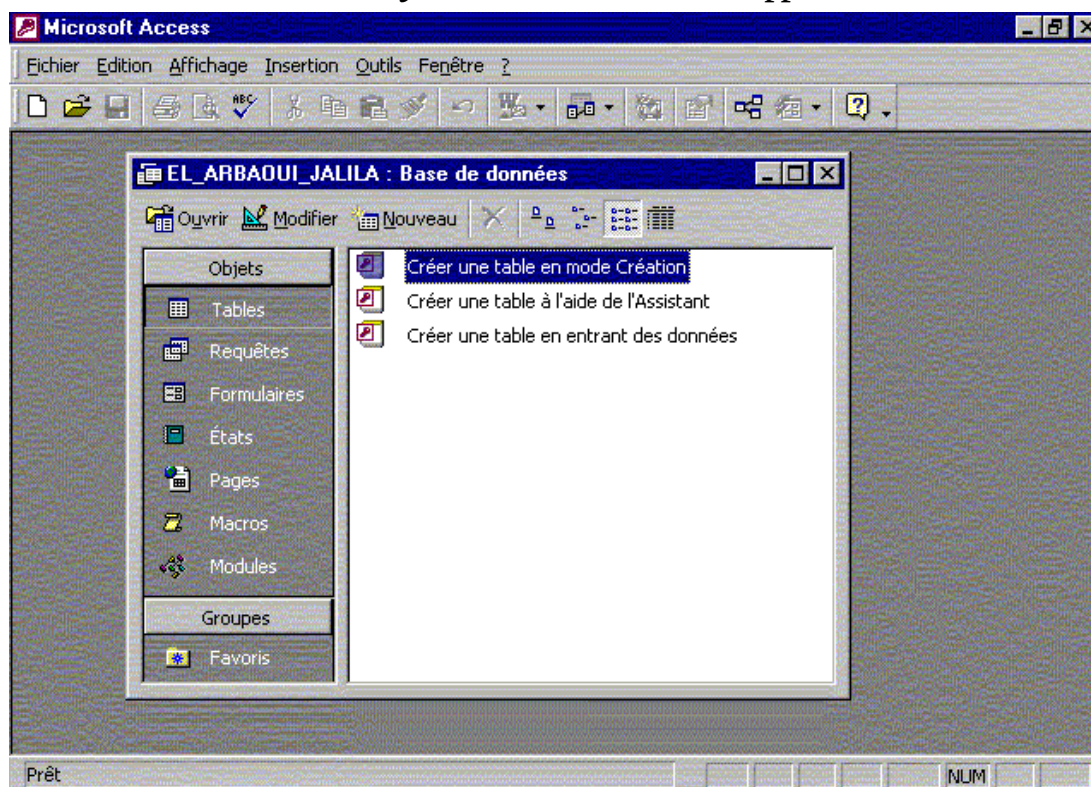 Microsoft Access
Fichier Edition Affichage Insertion Outils Fenêtre ?
ABC
EL_ARBAOUI_JALILA : Base de données
Ouvrir Modifier Nouveau
Objets
Tables
Requêtes
Formulaires
États
Pages
Macros
Modules
Groupes
Favoris
Créer une table en mode Création
Créer une table à l'aide de l'Assistant
Créer une table en entrant des données
Prêt
NUM